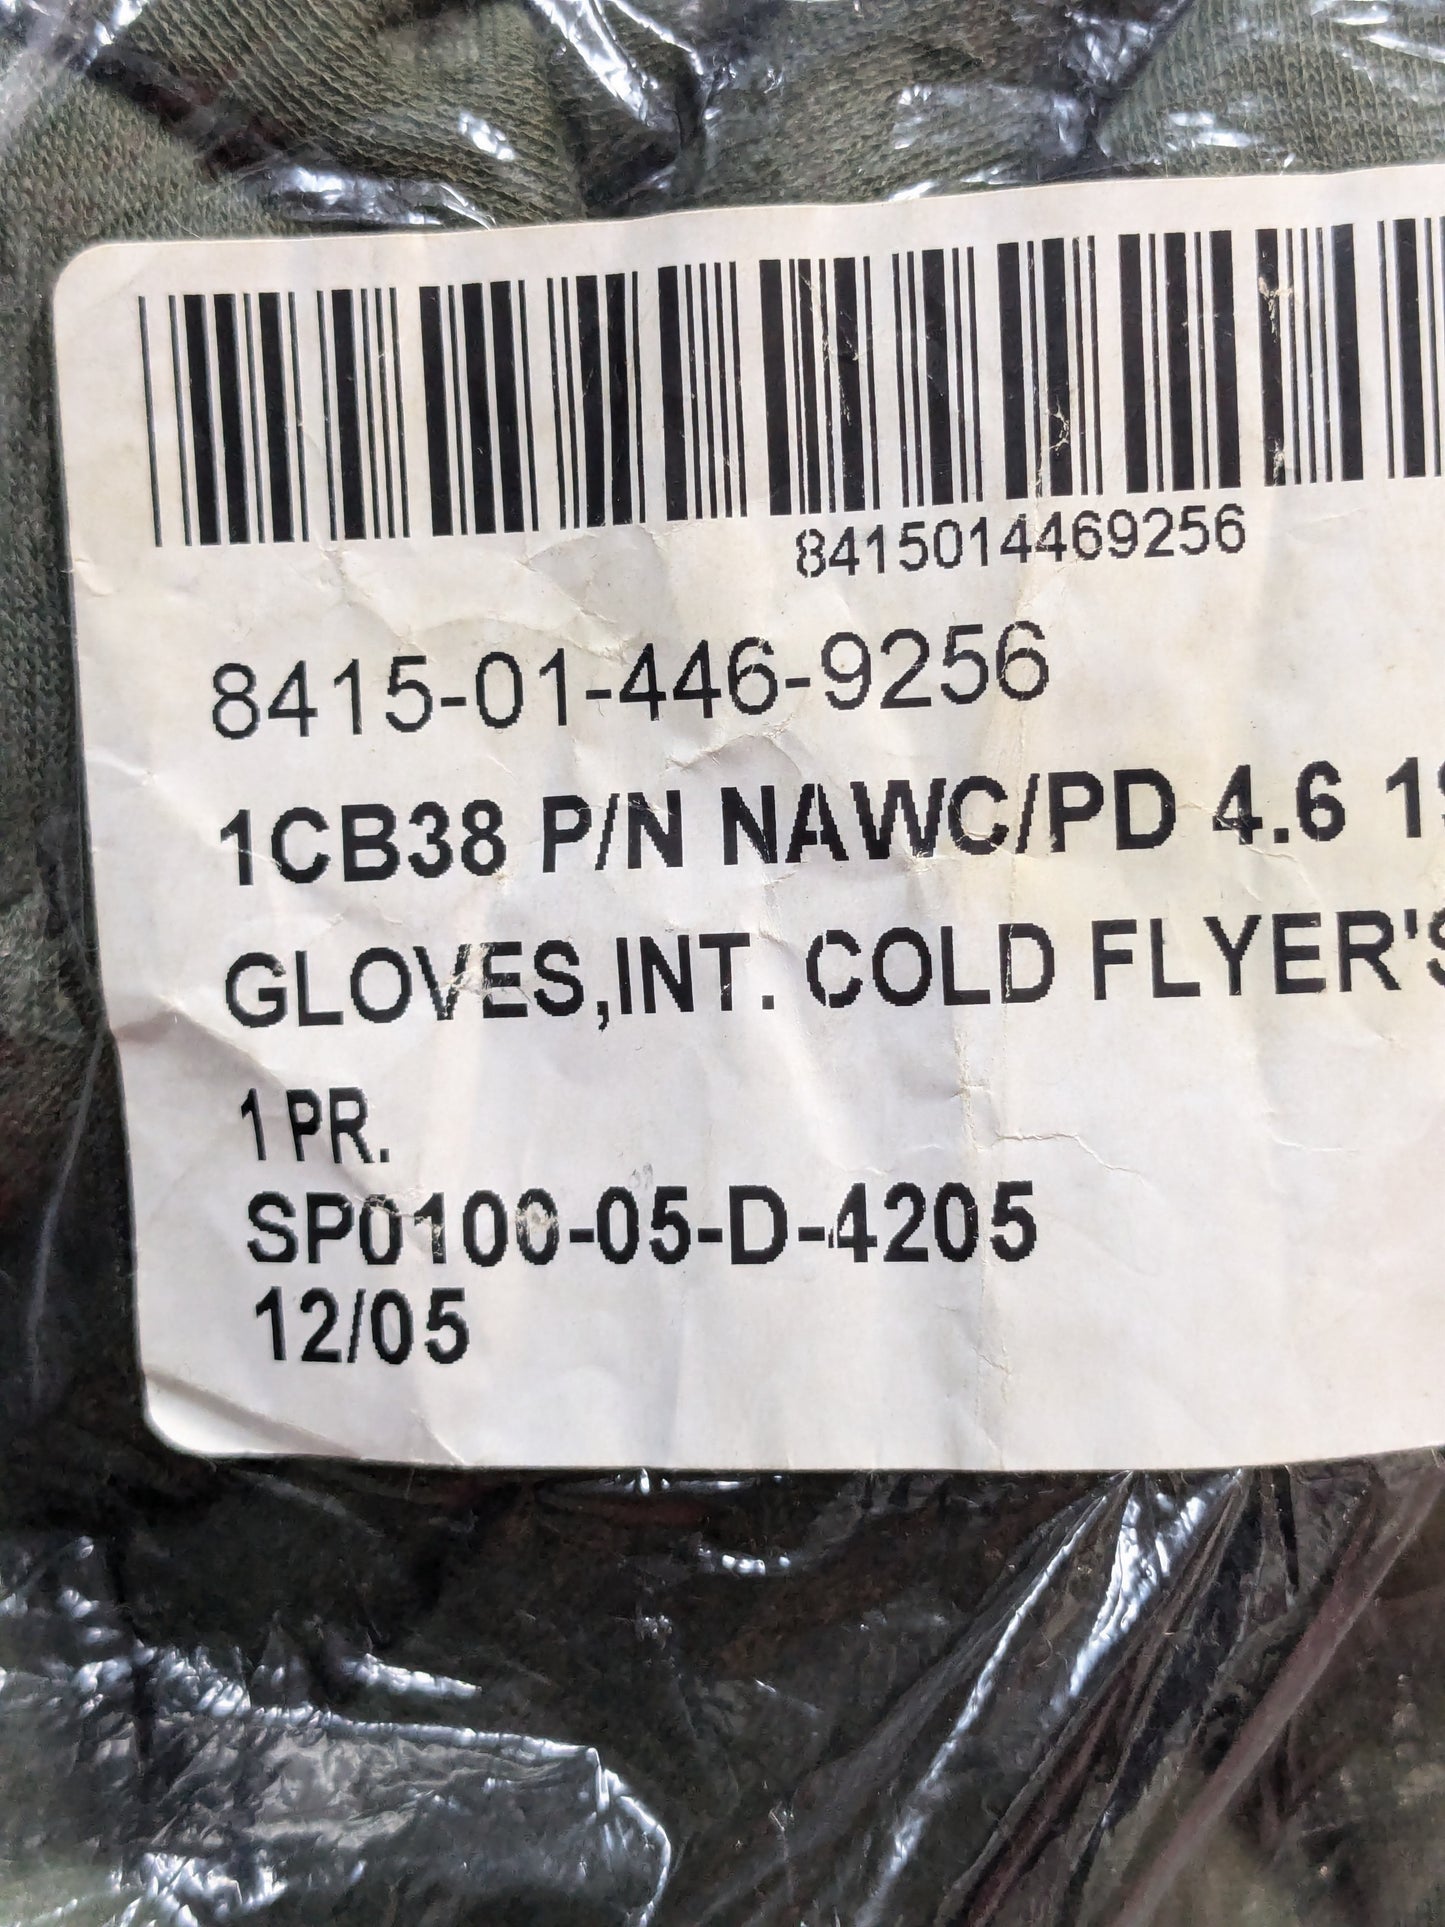 8415014469256
8415-01-446-9256
1CB38 P/N NAWC/PD 4.6 19
GLOVES,INT. COLD FLYER'S
1 PR.
SP0100-05-D-4205
12/05